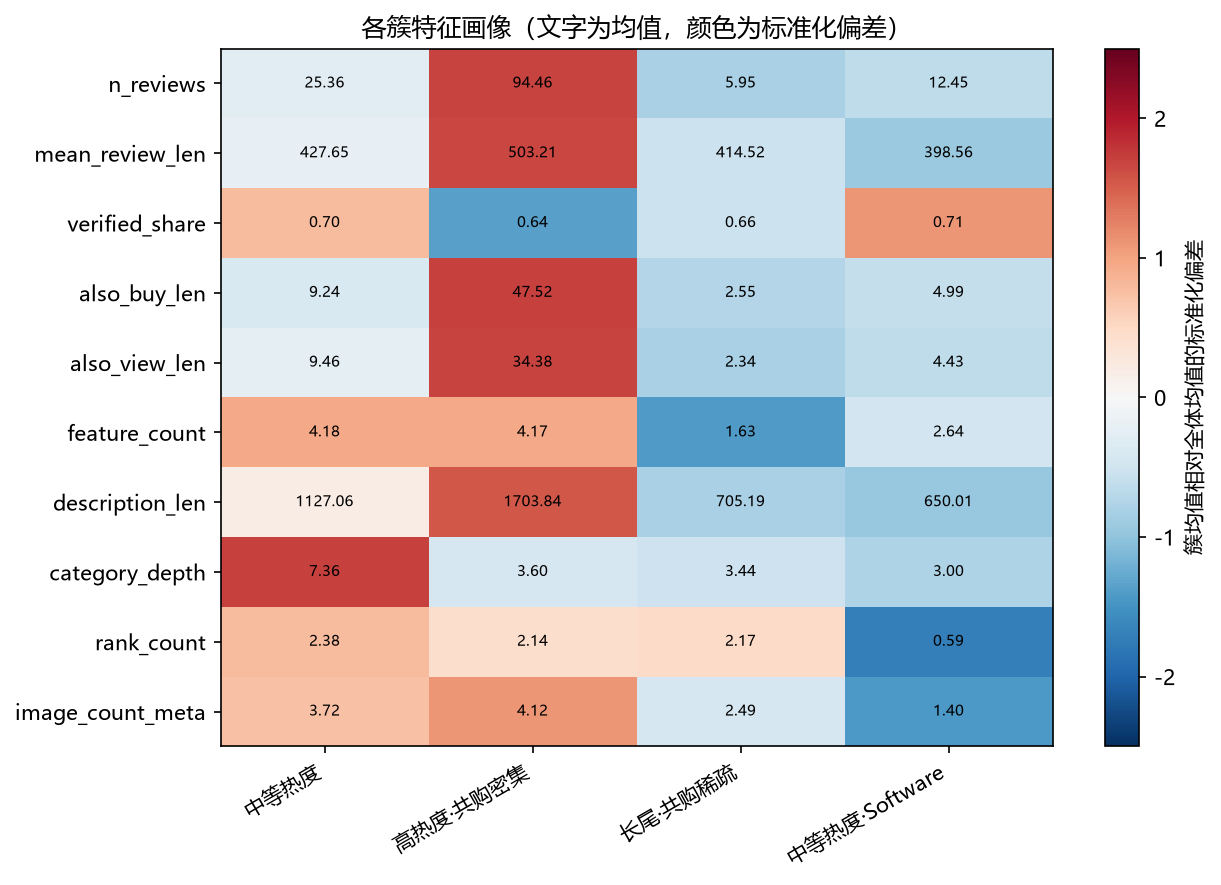 各簇特征画像（文字为均值，颜色为标准化偏差）
n_reviews 25.36 94.46 5.95 12.45
mean_review_len 427.65 503.21 414.52 398.56
verified_share 0.70 0.64 0.66 0.71
also_buy_len 9.24 47.52 2.55 4.99
also_view_len 9.46 34.38 2.34 4.43
feature_count 4.18 4.17 1.63 2.64
description_len 1127.06 1703.84 705.19 650.01
category_depth 7.36 3.60 3.44 3.00
rank_count 2.38 2.14 2.17 0.59
image_count_meta 3.72 4.12 2.49 1.40
中等热度
高热度·共购密集
长尾·共购稀疏
中等热度·Software
2
1
0
-1
-2
簇均值相对全体均值的标准化偏差